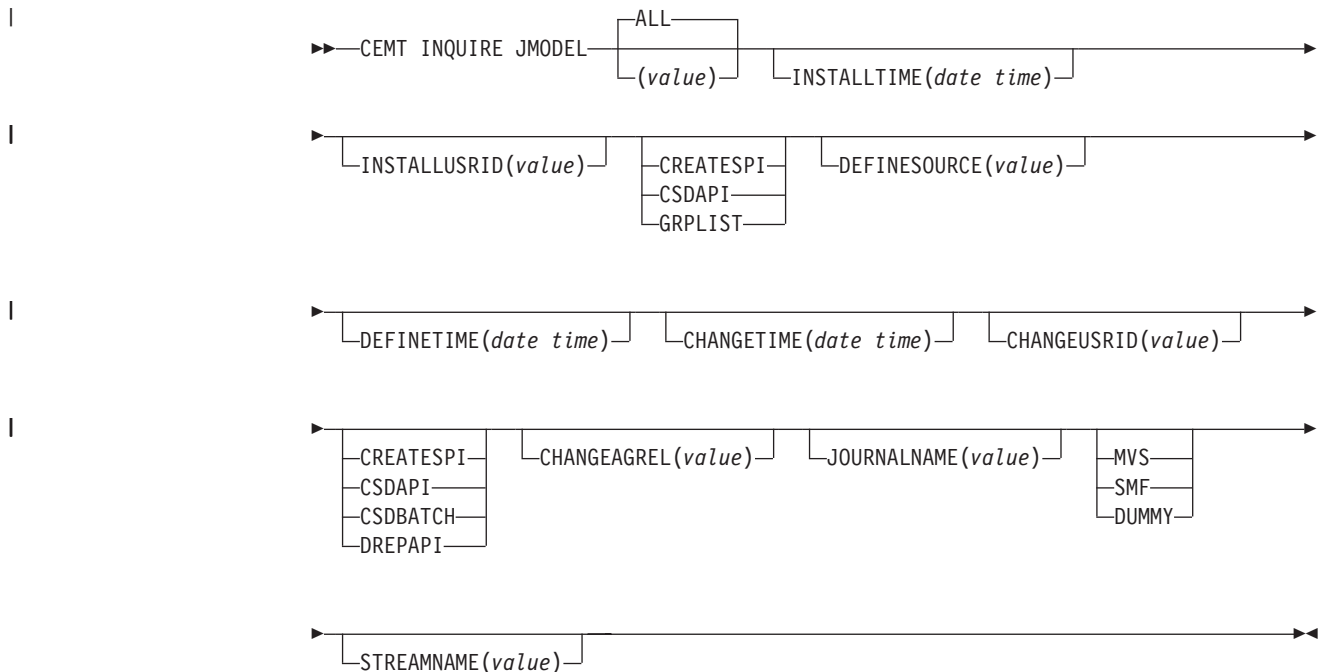 ALL
CEMT INQUIRE JMODEL
(value) INSTALLTIME(date time)
INSTALLUSRID(value) CREATESPI DEFINESOURCE(value)
CSDAPI
GRPLIST
DEFINETIME(date time) CHANGETIME(date time) CHANGEUSRID(value)
CREATESPI CHANGEAGREL(value) JOURNALNAME(value) MVS
CSDAPI SMF
CSDBATCH DUMMY
DREPAPI
STREAMNAME(value)